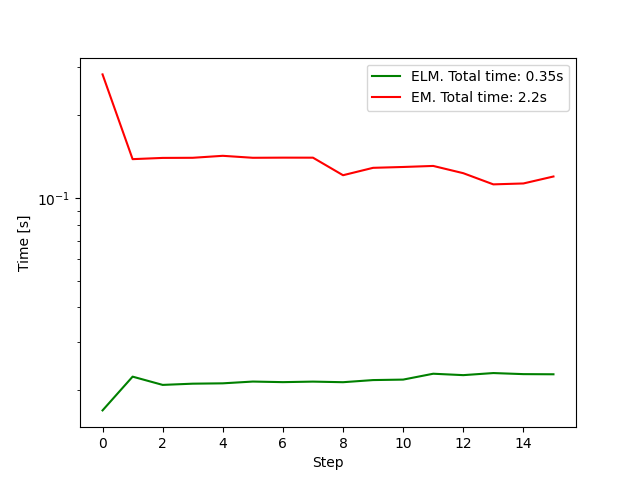 ELM. Total time: 0.35s
EM. Total time: 2.2s
Time [s]
10⁻¹
0 2 4 6 8 10 12 14
Step